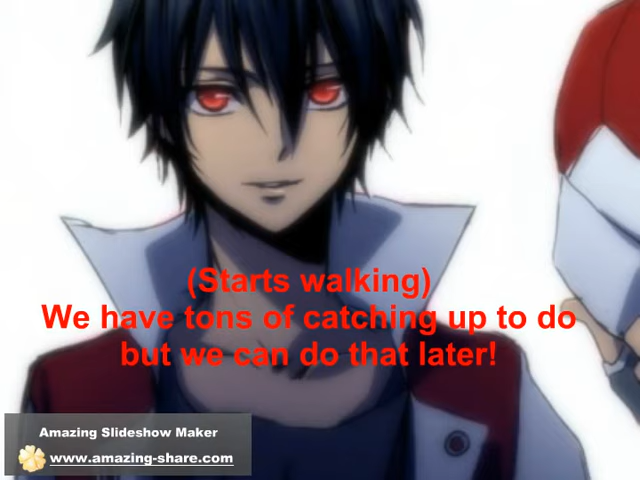 (Starts walking)
We have tons of catching up to do
but we can do that later!
Amazing Slideshow Maker
www.amazing-share.com